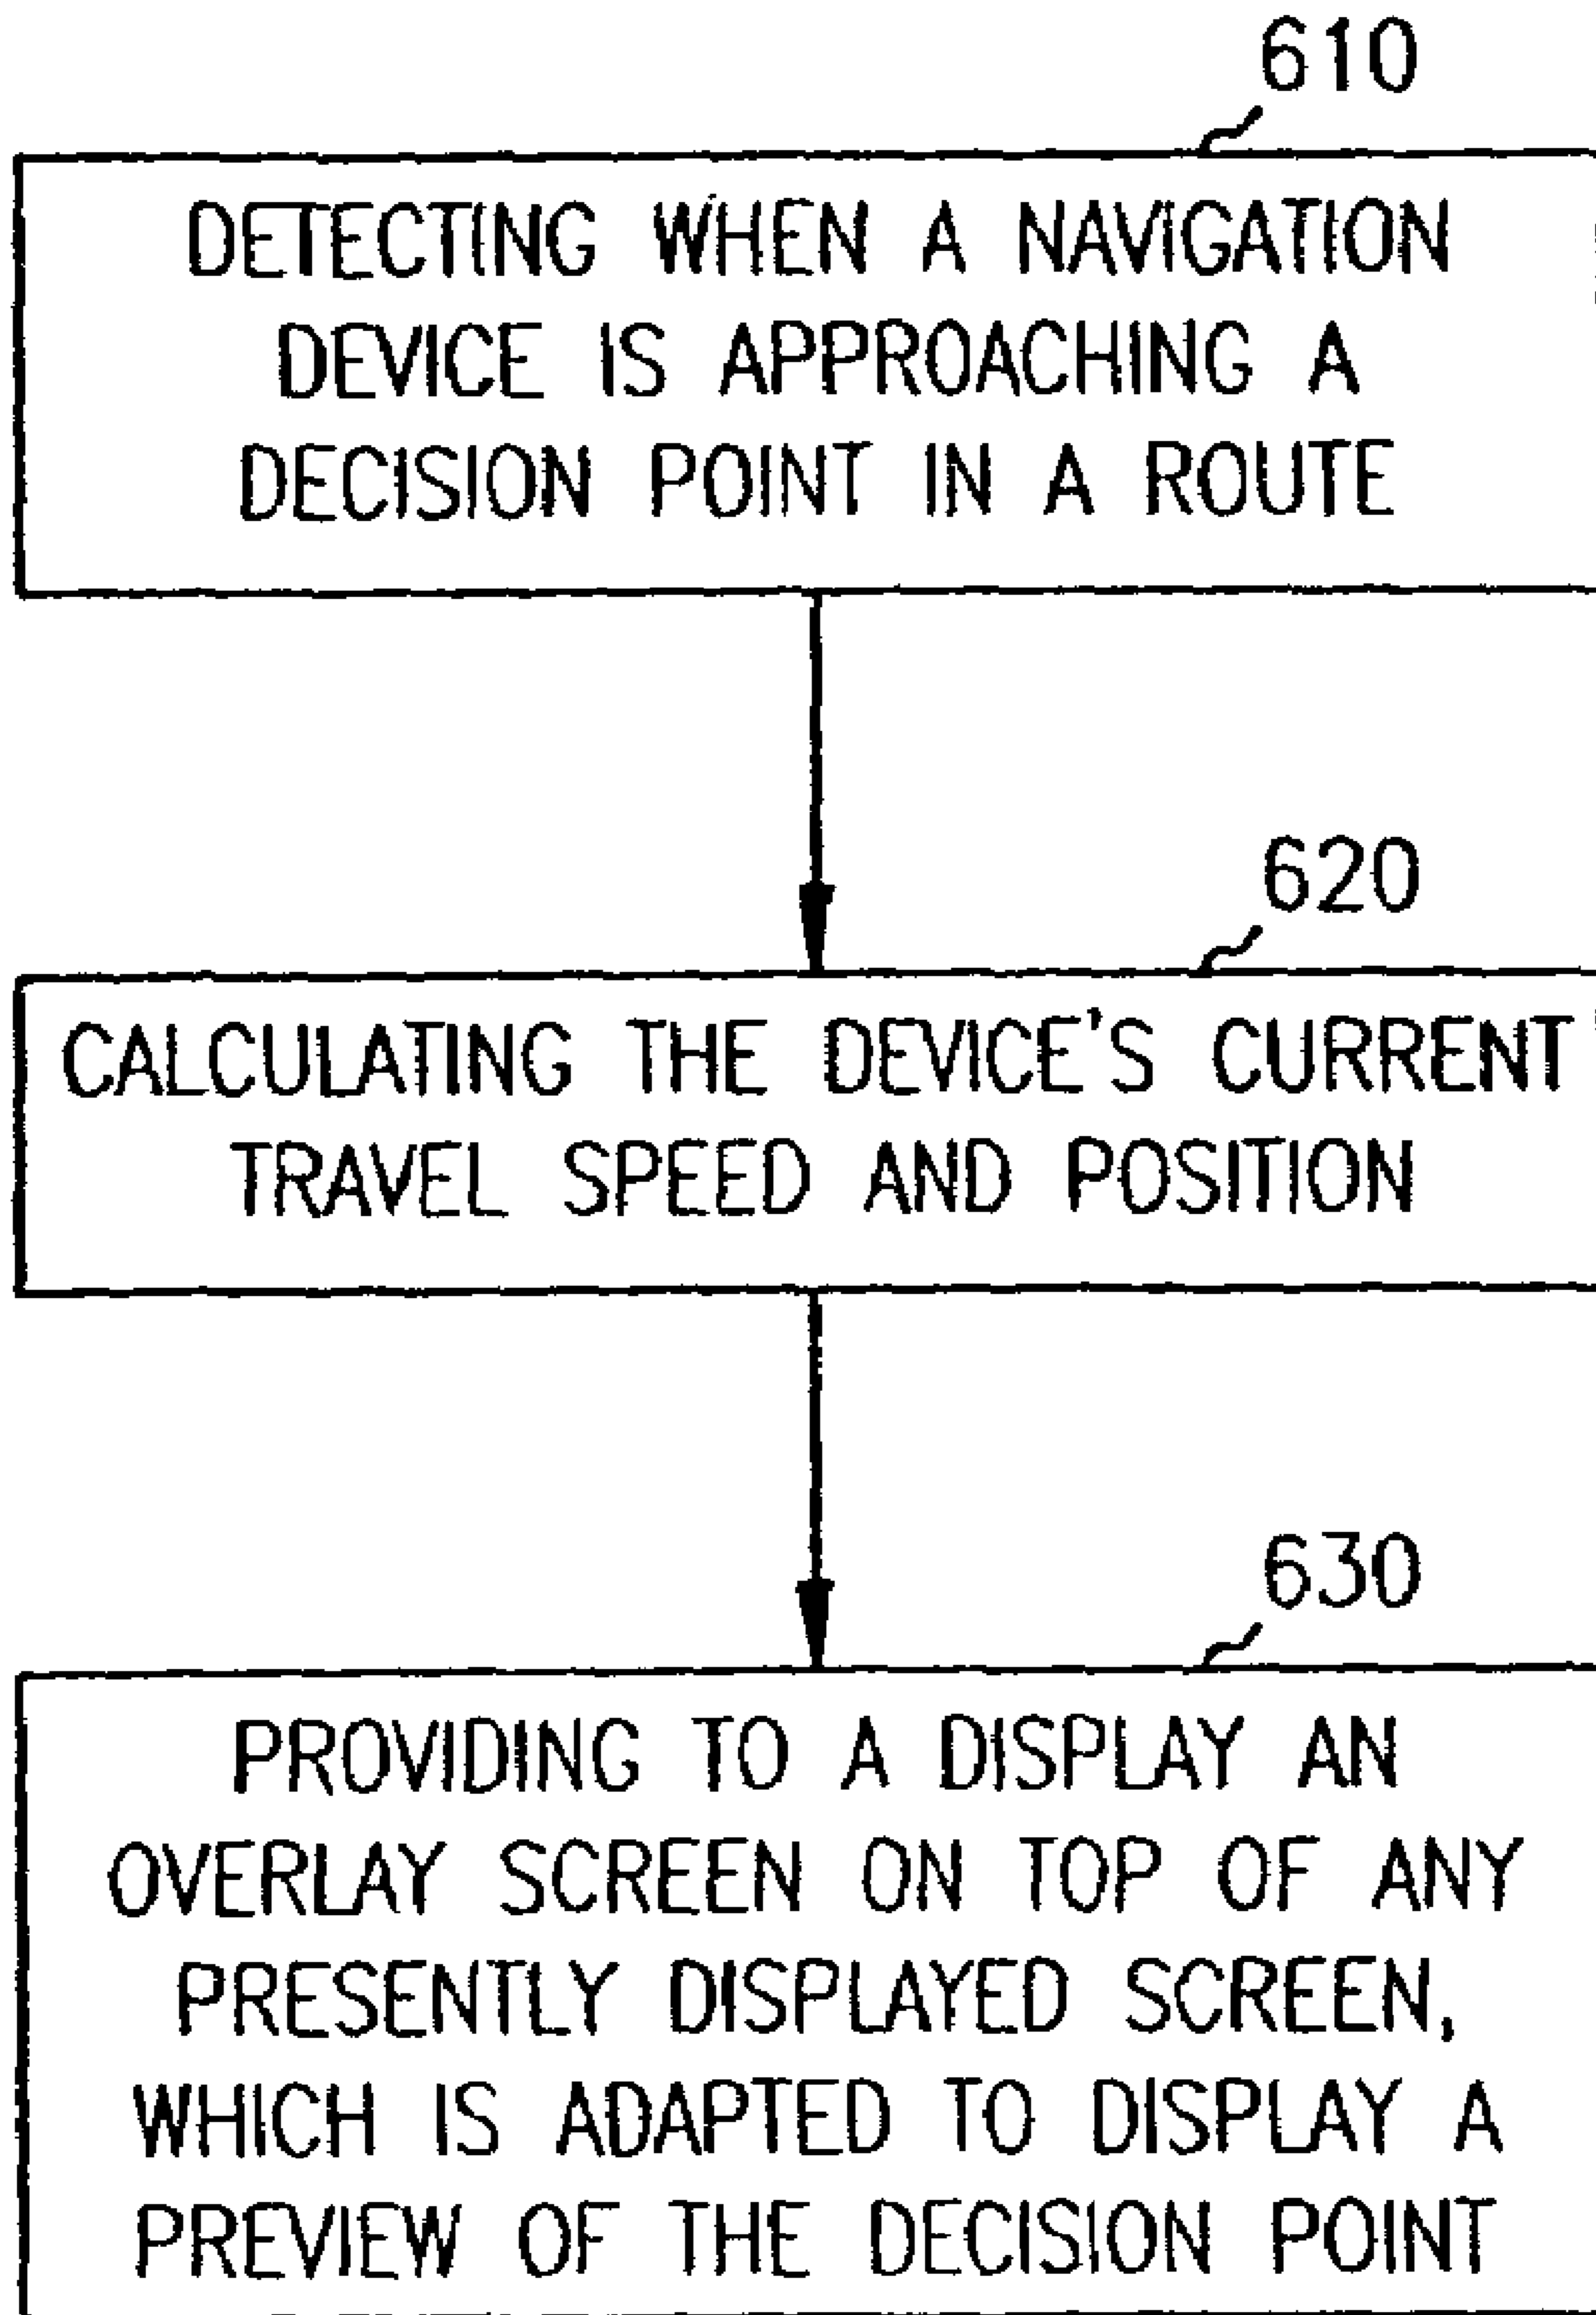 610
DETECTING WHEN A NAVIGATION
DEVICE IS APPROACHING A
DECISION POINT IN A ROUTE
620
CALCULATING THE DEVICE'S CURRENT
TRAVEL SPEED AND POSITION
630
PROVIDING TO A DISPLAY AN
OVERLAY SCREEN ON TOP OF ANY
PRESENTLY DISPLAYED SCREEN,
WHICH IS ADAPTED TO DISPLAY A
PREVIEW OF THE DECISION POINT